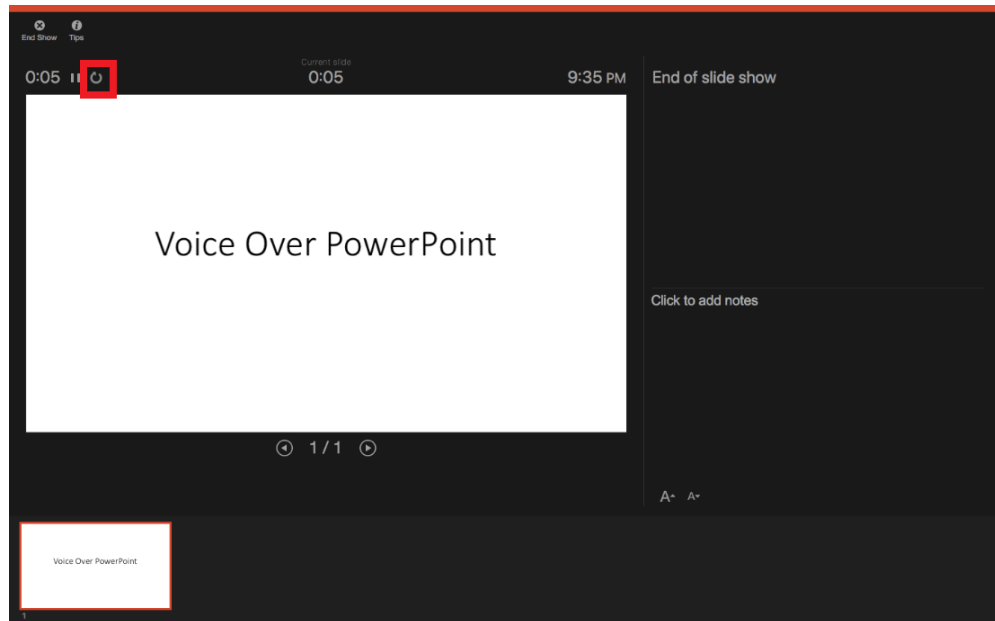 End Show Tips
Current slide
0:05 0:05 9:35 PM
End of slide show
Voice Over PowerPoint
Click to add notes
1/1
A A
Voice Over PowerPoint
1